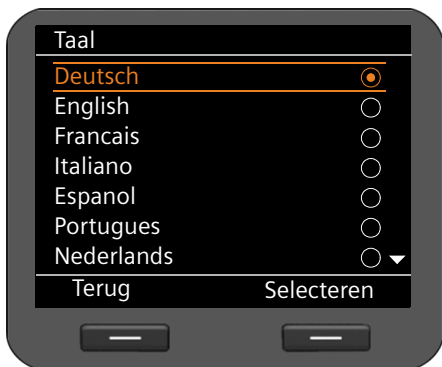 Taal
Deutsch
English
Francais
Italiano
Espanol
Portugues
Nederlands
Terug Selecteren